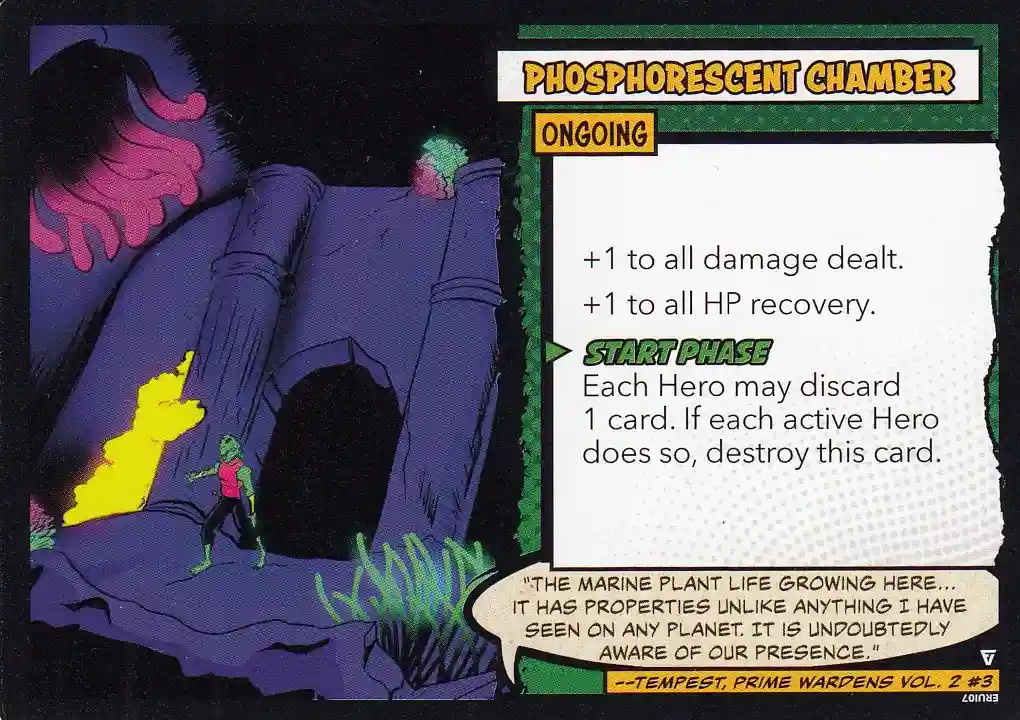 PHOSPHORESCENT CHAMBER
ONGOING
+1 to all damage dealt.
+1 to all HP recovery.
START PHASE
Each Hero may discard
1 card. If each active Hero
does so, destroy this card.
"THE MARINE PLANT LIFE GROWING HERE...
IT HAS PROPERTIES UNLIKE ANYTHING I HAVE
SEEN ON ANY PLANET. IT IS UNDOUBTEDLY
AWARE OF OUR PRESENCE."
--TEMPEST, PRIME WARDENS VOL. 2 #3
ERUI07